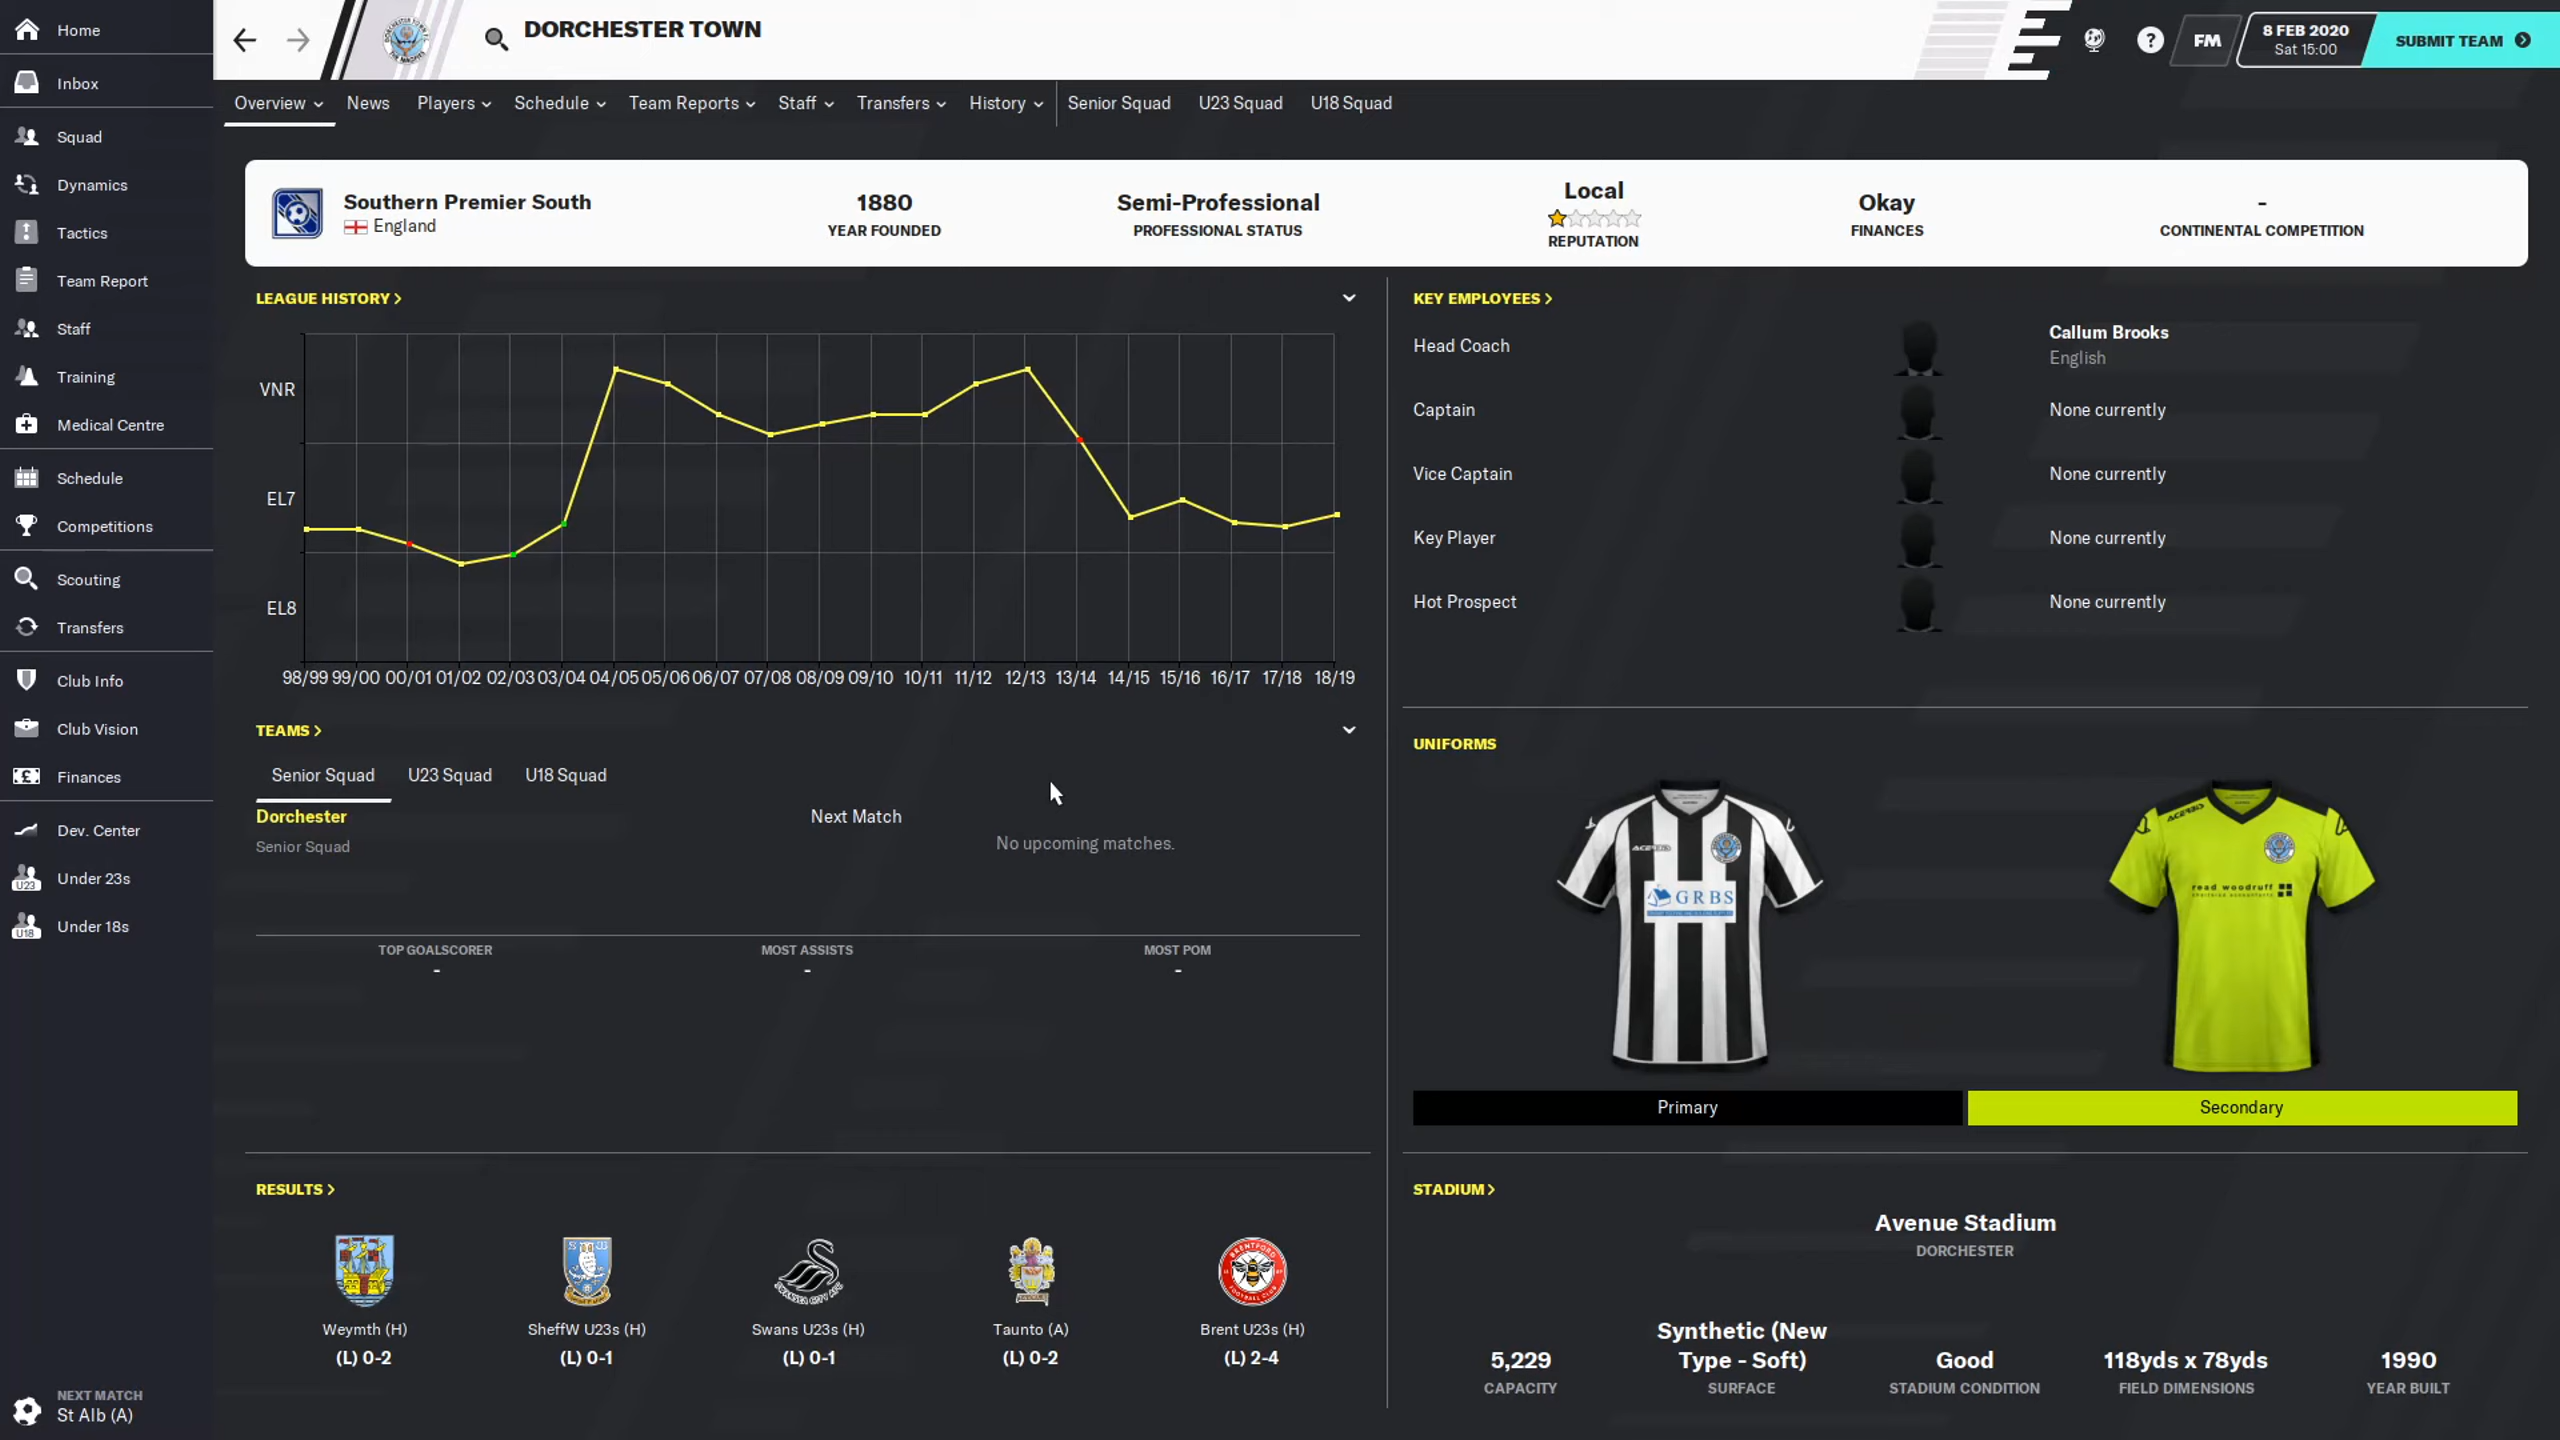 Home
Inbox
Squad
Dynamics
Tactics
Team Report
Staff
Training
Medical Centre
Schedule
Competitions
Scouting
Transfers
Club Info
Club Vision
Finances
Dev. Center
U23 Under 23s
U18 Under 18s
NEXT MATCH
St Alb (A)
DORCHESTER TOWN
? FM 8 FEB 2020 SUBMIT TEAM
Sat 15:00
Overview News Players Schedule Team Reports Staff Transfers History Senior Squad U23 Squad U18 Squad
Southern Premier South
England
1880
YEAR FOUNDED
Semi-Professional
PROFESSIONAL STATUS
Local
REPUTATION
Okay
FINANCES
-
CONTINENTAL COMPETITION
LEAGUE HISTORY >
VNR
EL7
EL8
98/99 99/00 00/01 01/02 02/03 03/04 04/05 05/06 06/07 07/08 08/09 09/10 10/11 11/12 12/13 13/14 14/15 15/16 16/17 17/18 18/19
TEAMS >
Senior Squad U23 Squad U18 Squad
Dorchester Next Match
Senior Squad No upcoming matches.
TOP GOALSCORER MOST ASSISTS MOST POM
- - -
RESULTS >
Weymth (H) SheffW U23s (H) Swans U23s (H) Taunto (A) Brent U23s (H)
(L) 0-2 (L) 0-1 (L) 0-1 (L) 0-2 (L) 2-4
KEY EMPLOYEES >
Head Coach Callum Brooks
English
Captain None currently
Vice Captain None currently
Key Player None currently
Hot Prospect None currently
UNIFORMS
ACERBIS
GRBS
ACERBIS
read woodruff
Primary Secondary
STADIUM >
Avenue Stadium
DORCHESTER
5,229
CAPACITY
Synthetic (New
Type - Soft)
SURFACE
Good
STADIUM CONDITION
118yds x 78yds
FIELD DIMENSIONS
1990
YEAR BUILT